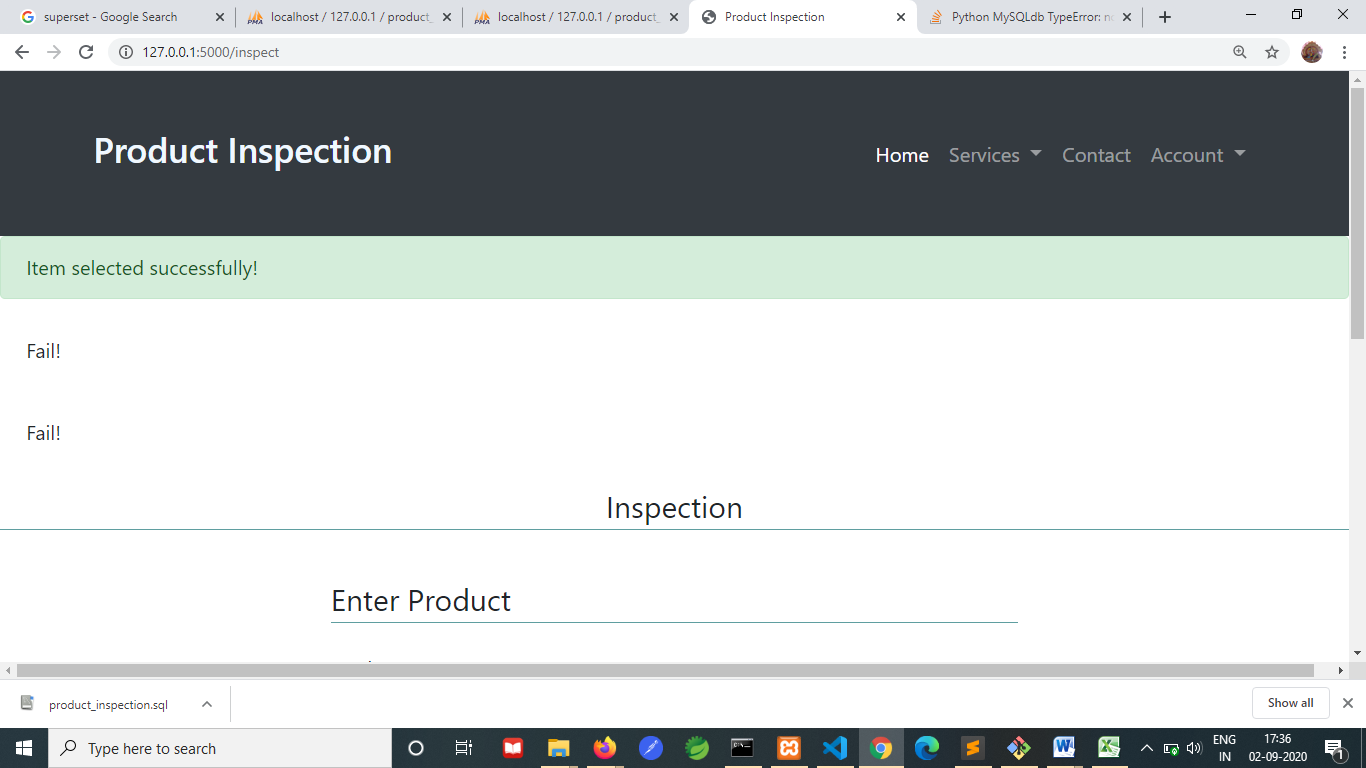 superset - Google Search
localhost / 127.0.0.1 / product_
localhost / 127.0.0.1 / product_
Product Inspection
Python MySQLdb TypeError: no
127.0.0.1:5000/inspect
Product Inspection
Home
Services
Contact
Account
Item selected successfully!
Fail!
Fail!
Inspection
Enter Product
product_inspection.sql
Show all
Type here to search
ENG
IN
17:36
02-09-2020
1